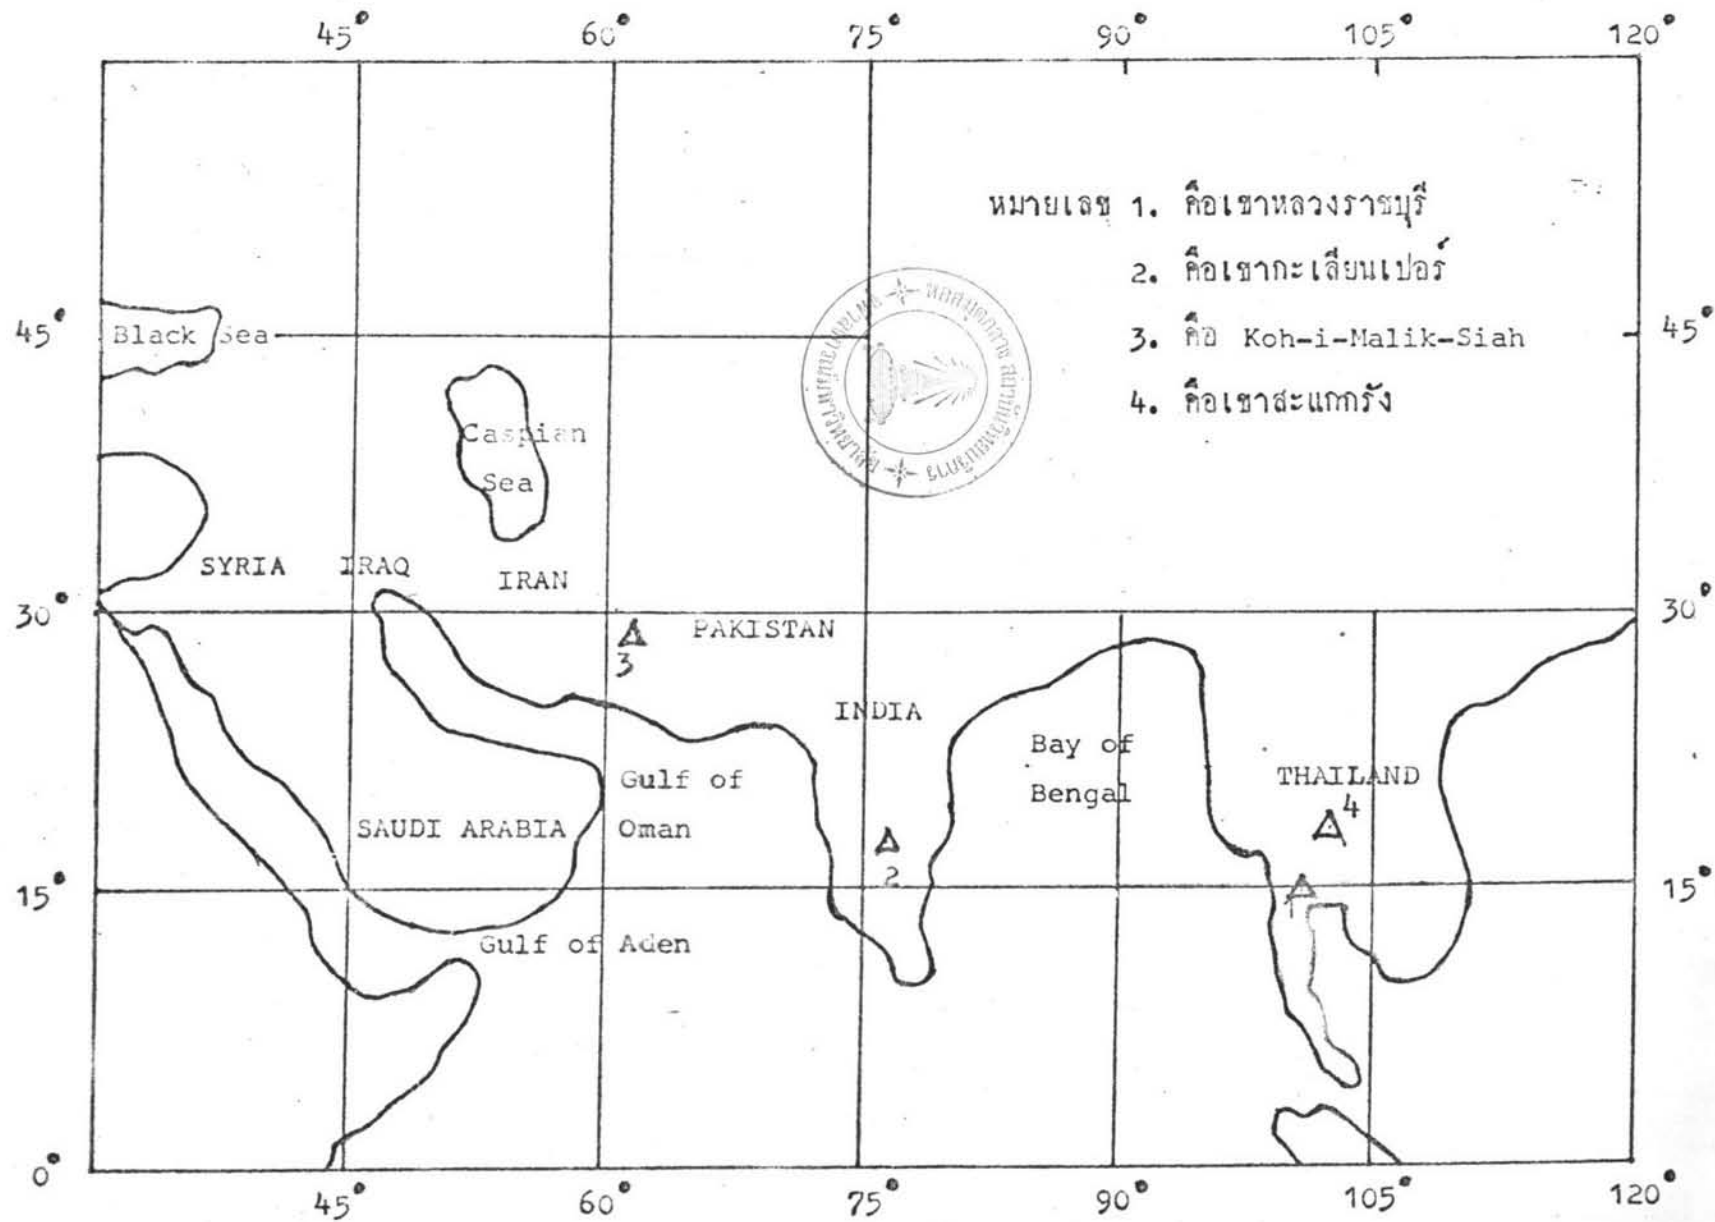 45° 60° 75° 90° 105° 120°
หมายเลข 1. คือเขาหลวงราชบุรี
2. คือเขากะเลียนเปอร์
45° Black Sea 3. คือ Koh-i-Malik-Siah 45°
4. คือเขาสะแกกรัง
Caspian
Sea
SYRIA IRAQ IRAN
30° 30°
PAKISTAN
3
INDIA
Bay of
Bengal
THAILAND
4
Gulf of
Oman
SAUDI ARABIA
2
15° 1 15°
Gulf of Aden
0° 0°
45° 60° 75° 90° 105° 120°